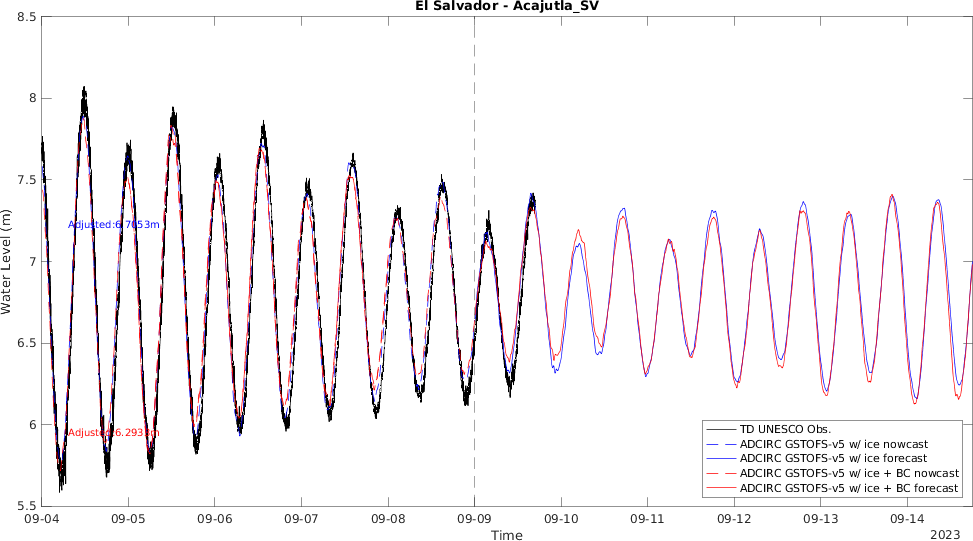 El Salvador - Acajutla_SV
8.5
8
7.5
7
6.5
6
5.5
Water Level (m)
Adjusted:6.7053m
TD UNESCO Obs.
ADCIRC GSTOFS-v5 w/ ice nowcast
ADCIRC GSTOFS-v5 w/ ice forecast
ADCIRC GSTOFS-v5 w/ ice + BC nowcast
ADCIRC GSTOFS-v5 w/ ice + BC forecast
09-04 09-05 09-06 09-07 09-08 09-09 09-10 09-11 09-12 09-13 09-14
Time
2023